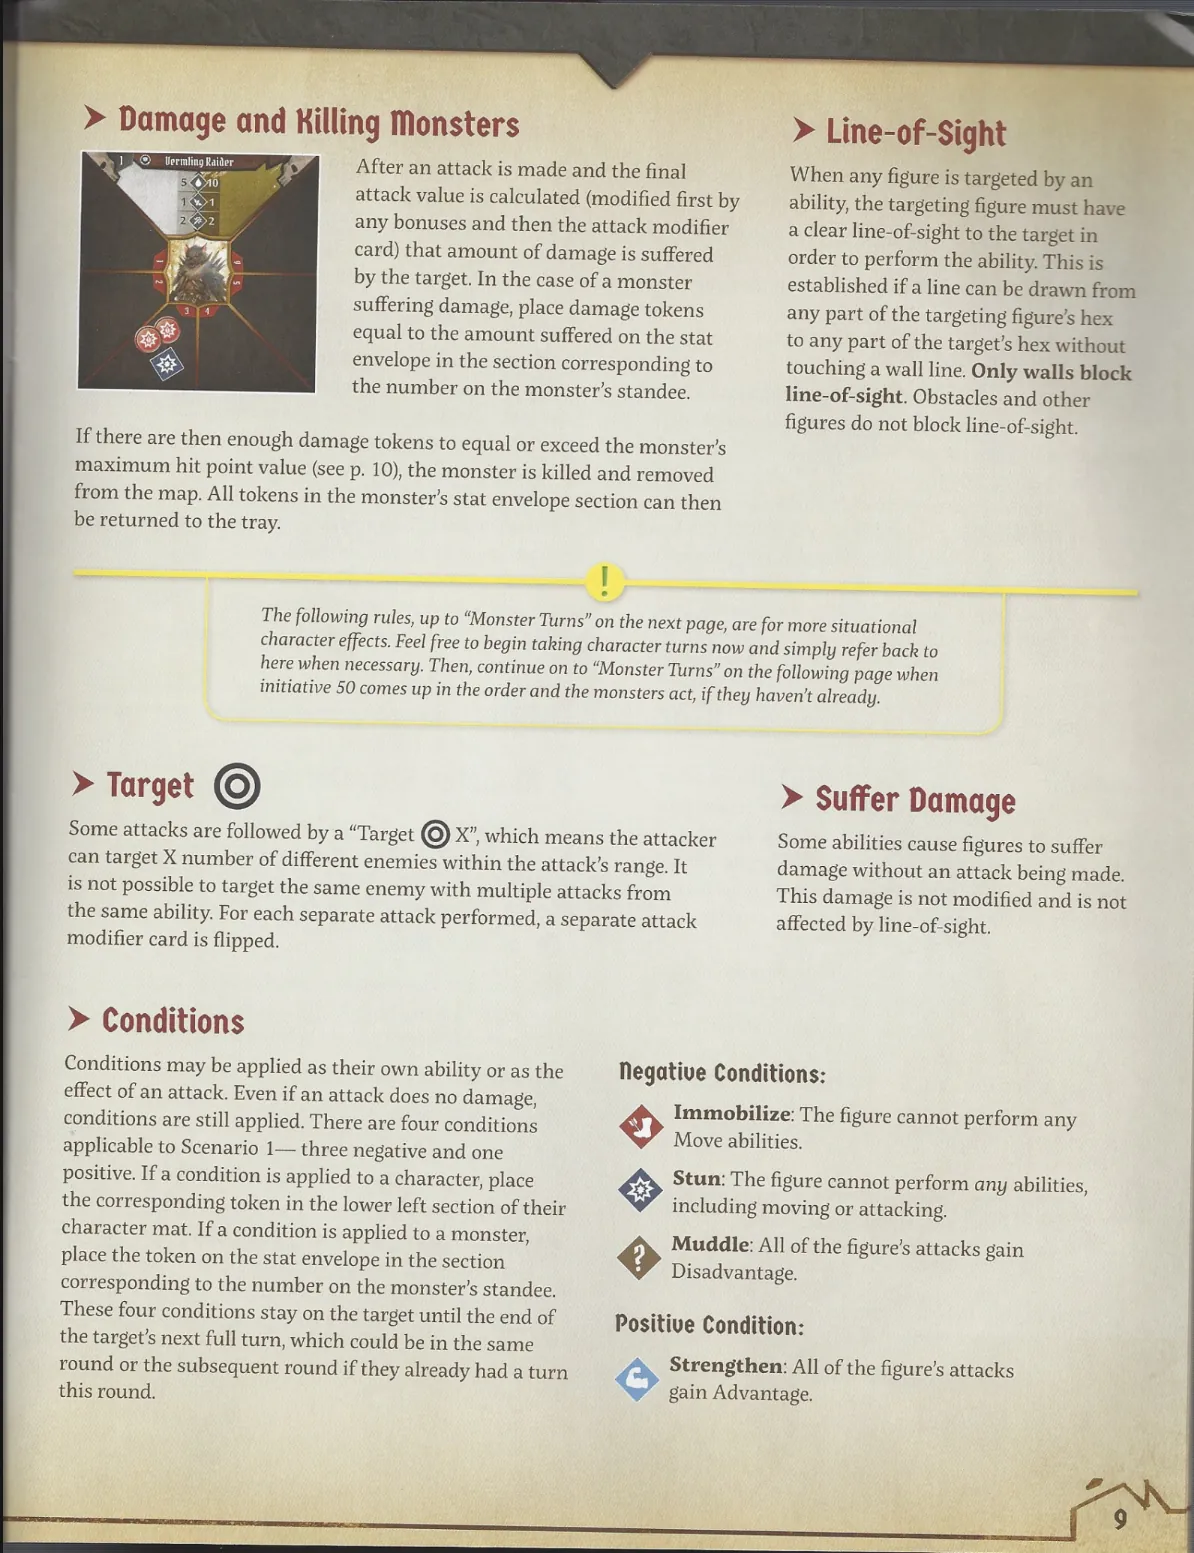 Damage and Killing Monsters
1 Vermling Raider
5 10
1 1
2 2
1 6
2 5
3 4
After an attack is made and the final
attack value is calculated (modified first by
any bonuses and then the attack modifier
card) that amount of damage is suffered
by the target. In the case of a monster
suffering damage, place damage tokens
equal to the amount suffered on the stat
envelope in the section corresponding to
the number on the monster's standee.
If there are then enough damage tokens to equal or exceed the monster's
maximum hit point value (see p. 10), the monster is killed and removed
from the map. All tokens in the monster's stat envelope section can then
be returned to the tray.
Line-of-Sight
When any figure is targeted by an
ability, the targeting figure must have
a clear line-of-sight to the target in
order to perform the ability. This is
established if a line can be drawn from
any part of the targeting figure's hex
to any part of the target's hex without
touching a wall line. Only walls block
line-of-sight. Obstacles and other
figures do not block line-of-sight.
!
The following rules, up to “Monster Turns” on the next page, are for more situational
character effects. Feel free to begin taking character turns now and simply refer back to
here when necessary. Then, continue on to “Monster Turns” on the following page when
initiative 50 comes up in the order and the monsters act, if they haven't already.
Target
Some attacks are followed by a “Target X”, which means the attacker
can target X number of different enemies within the attack's range. It
is not possible to target the same enemy with multiple attacks from
the same ability. For each separate attack performed, a separate attack
modifier card is flipped.
Suffer Damage
Some abilities cause figures to suffer
damage without an attack being made.
This damage is not modified and is not
affected by line-of-sight.
Conditions
Conditions may be applied as their own ability or as the
effect of an attack. Even if an attack does no damage,
conditions are still applied. There are four conditions
applicable to Scenario 1— three negative and one
positive. If a condition is applied to a character, place
the corresponding token in the lower left section of their
character mat. If a condition is applied to a monster,
place the token on the stat envelope in the section
corresponding to the number on the monster's standee.
These four conditions stay on the target until the end of
the target's next full turn, which could be in the same
round or the subsequent round if they already had a turn
this round.
Negative Conditions:
Immobilize: The figure cannot perform any
Move abilities.
Stun: The figure cannot perform any abilities,
including moving or attacking.
?
Muddle: All of the figure's attacks gain
Disadvantage.
Positive Condition:
Strengthen: All of the figure's attacks
gain Advantage.
9